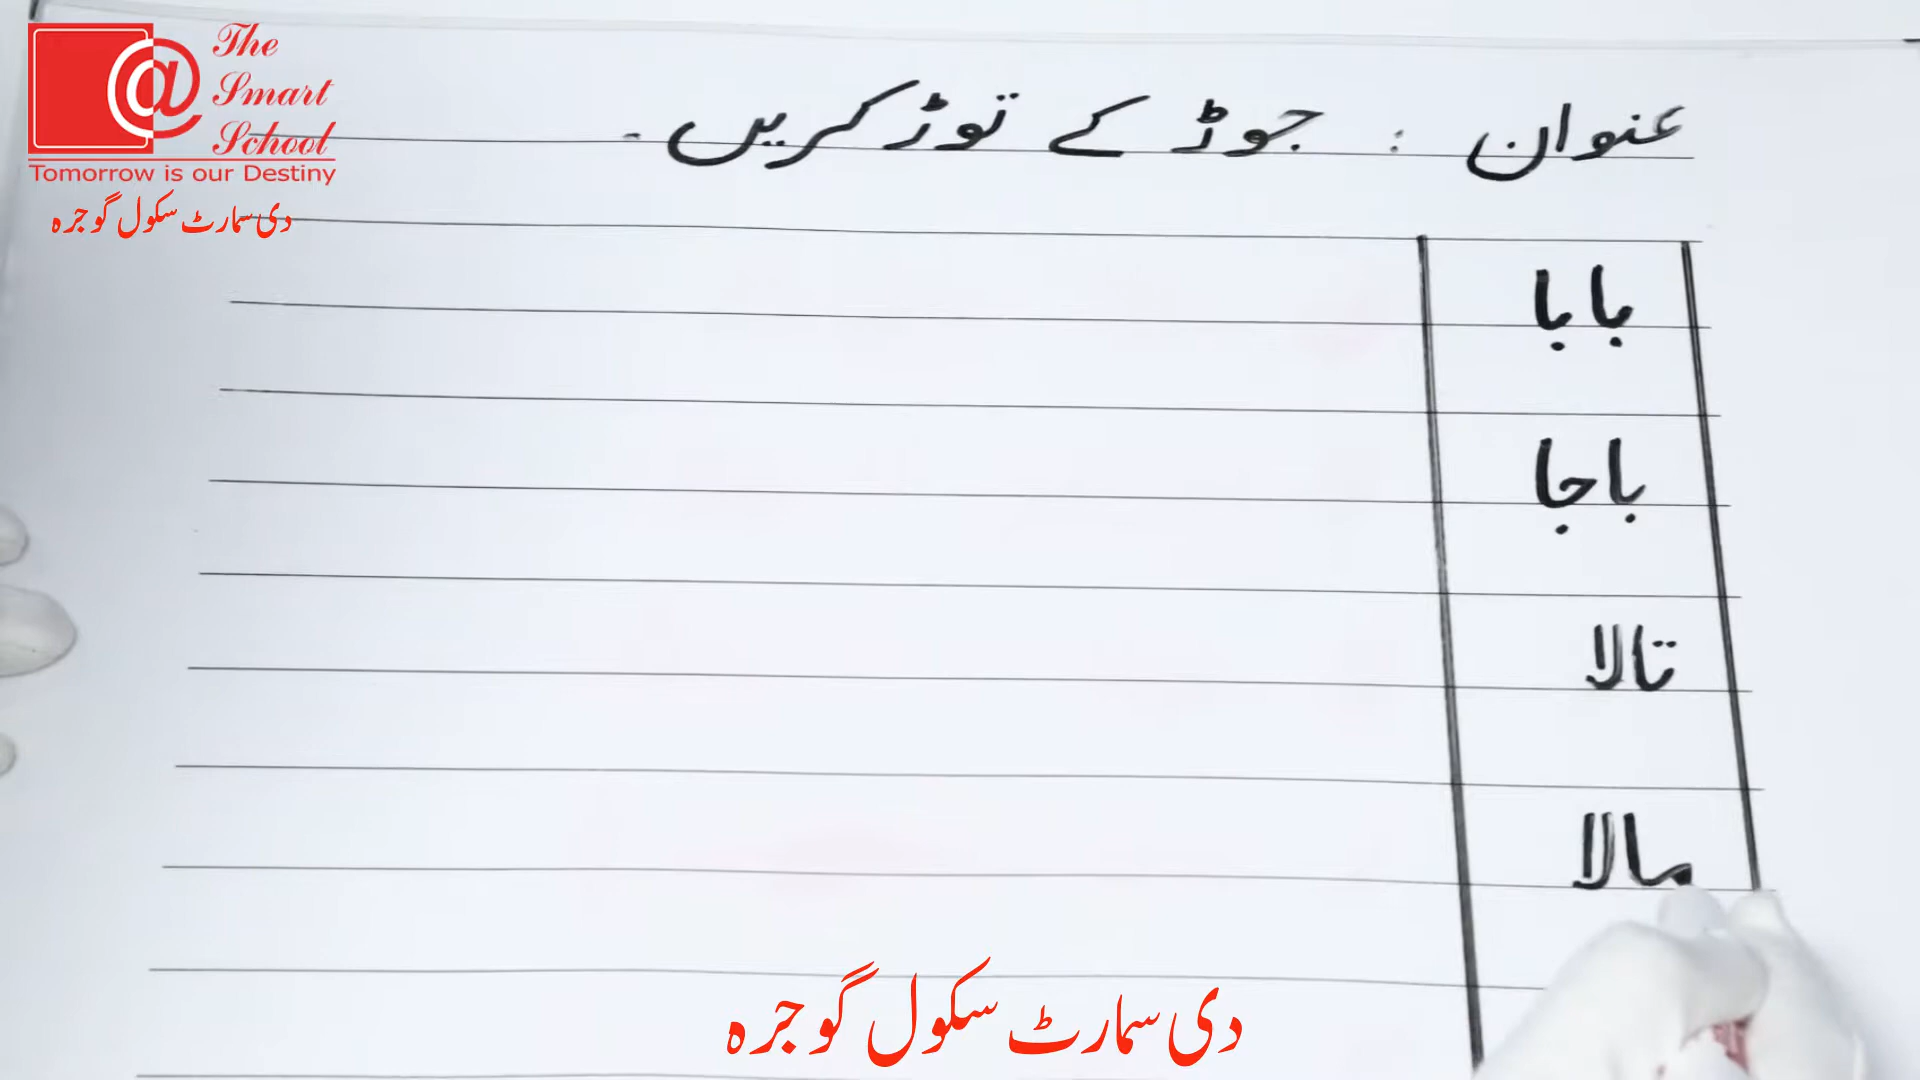 The
Smart
School
Tomorrow is our Destiny
دی سمارٹ سکول گوجرہ
عنوان : جوڑ کے توڑ کریں ۔
بابا
باجا
تالا
مالا
دی سمارٹ سکول گوجرہ